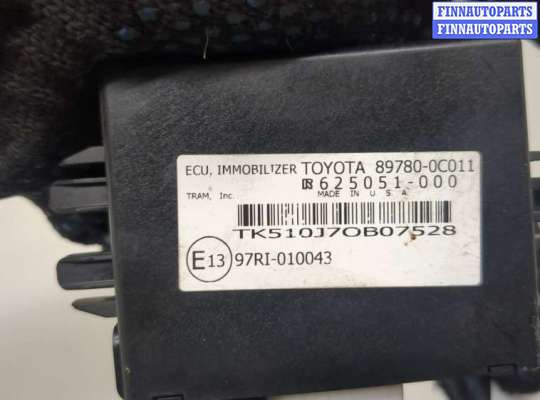 FINNAUTOPARTS
FINNAUTOPARTS
ECU, IMMOBILIZER TOYOTA 89780-0C011
625051-000
TRAM, Inc. MADE IN U.S.A
TK510J7OB07528
E13 97RI-010043